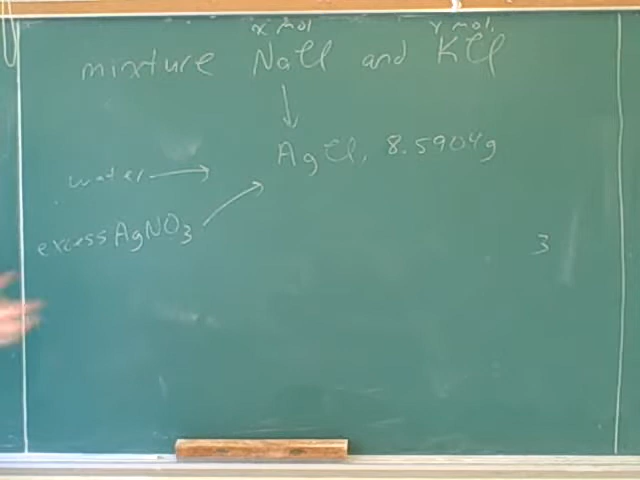 x mol y mol
mixture NaCl and KCl
AgCl, 8.5904g
water
excess AgNO3
3